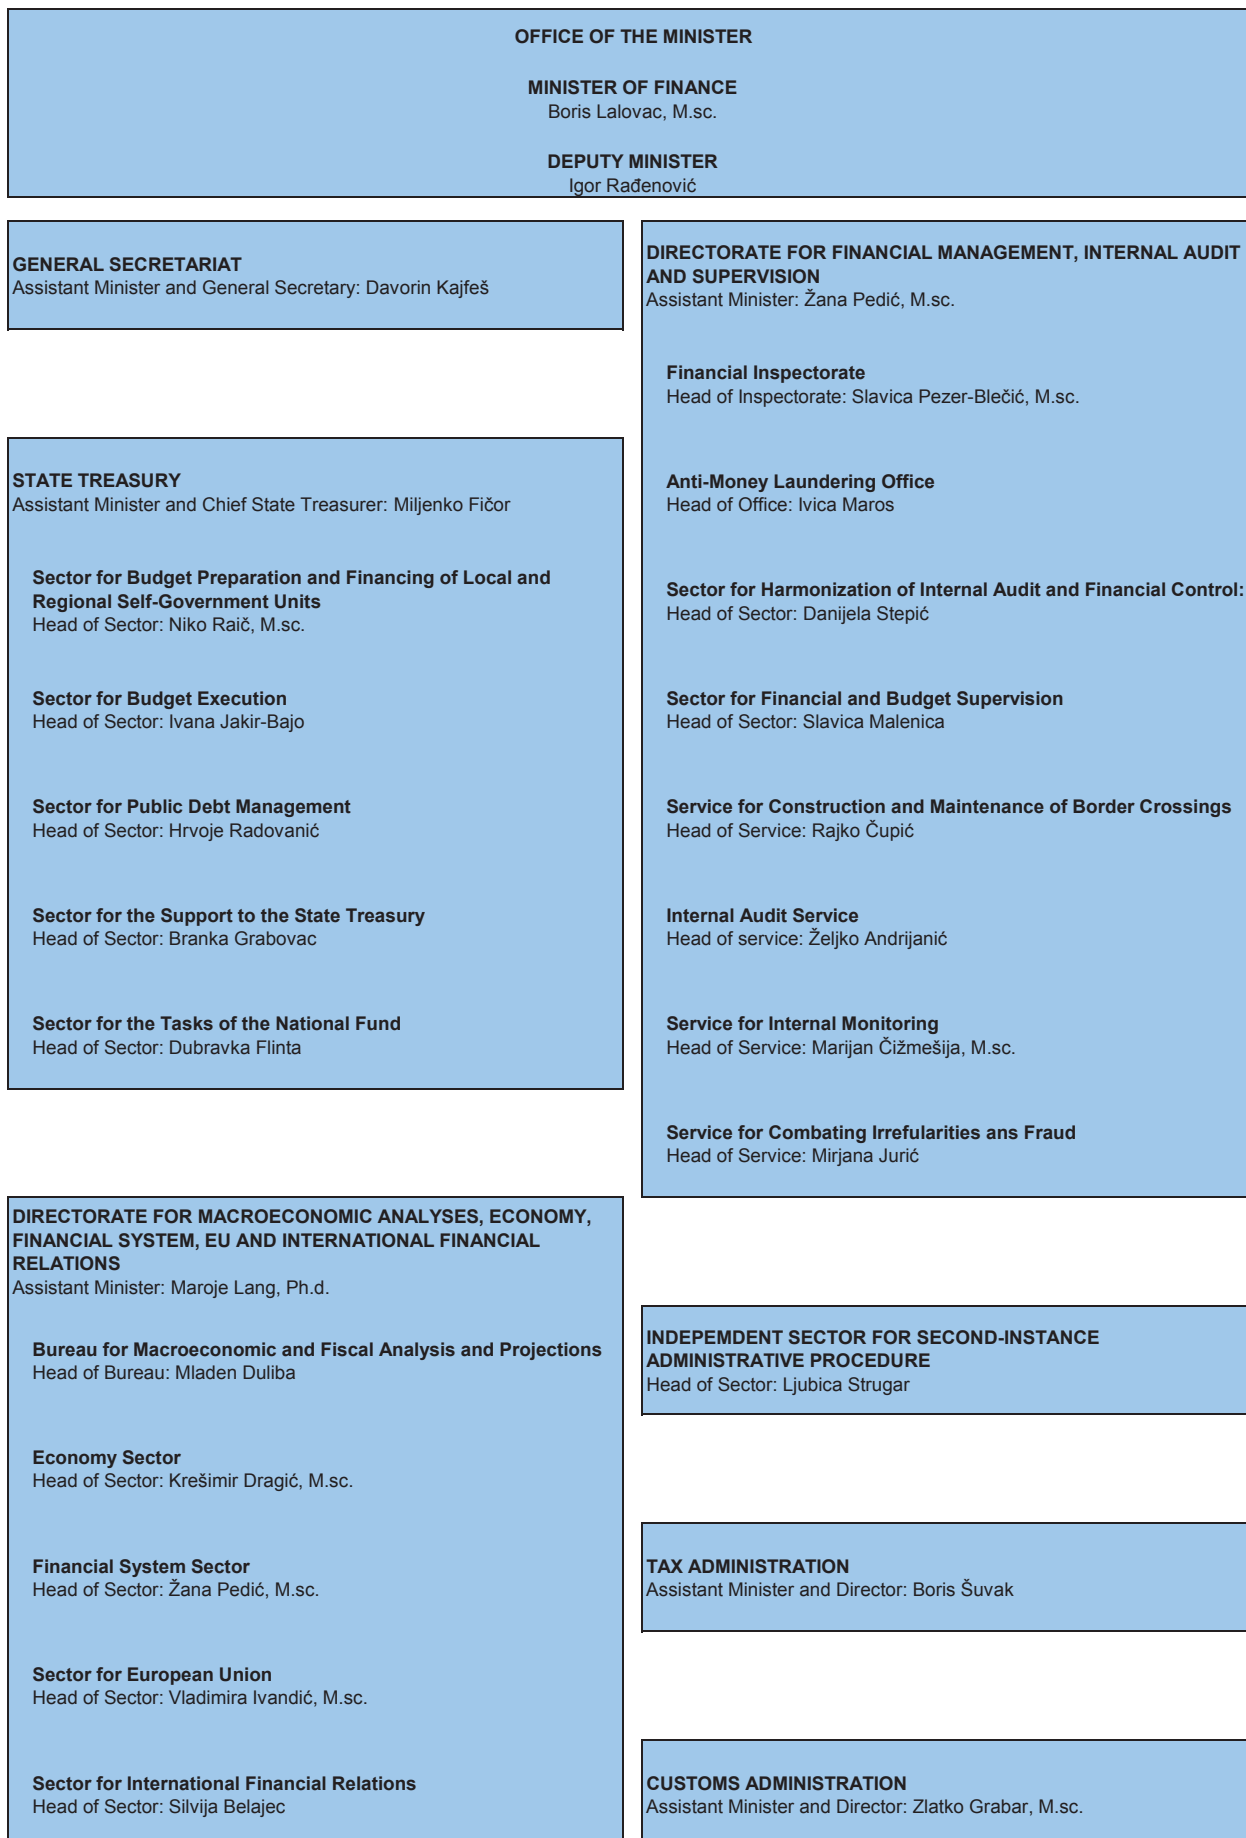 OFFICE OF THE MINISTER
MINISTER OF FINANCE
Boris Lalovac, M.sc.
DEPUTY MINISTER
Igor Rađenović
GENERAL SECRETARIAT
Assistant Minister and General Secretary: Davorin Kajfeš
STATE TREASURY
Assistant Minister and Chief State Treasurer: Miljenko Fičor
Sector for Budget Preparation and Financing of Local and
Regional Self-Government Units
Head of Sector: Niko Raič, M.sc.
Sector for Budget Execution
Head of Sector: Ivana Jakir-Bajo
Sector for Public Debt Management
Head of Sector: Hrvoje Radovanić
Sector for the Support to the State Treasury
Head of Sector: Branka Grabovac
Sector for the Tasks of the National Fund
Head of Sector: Dubravka Flinta
DIRECTORATE FOR MACROECONOMIC ANALYSES, ECONOMY,
FINANCIAL SYSTEM, EU AND INTERNATIONAL FINANCIAL
RELATIONS
Assistant Minister: Maroje Lang, Ph.d.
Bureau for Macroeconomic and Fiscal Analysis and Projections
Head of Bureau: Mladen Duliba
Economy Sector
Head of Sector: Krešimir Dragić, M.sc.
Financial System Sector
Head of Sector: Žana Pedić, M.sc.
Sector for European Union
Head of Sector: Vladimira Ivandić, M.sc.
Sector for International Financial Relations
Head of Sector: Silvija Belajec
DIRECTORATE FOR FINANCIAL MANAGEMENT, INTERNAL AUDIT
AND SUPERVISION
Assistant Minister: Žana Pedić, M.sc.
Financial Inspectorate
Head of Inspectorate: Slavica Pezer-Blečić, M.sc.
Anti-Money Laundering Office
Head of Office: Ivica Maros
Sector for Harmonization of Internal Audit and Financial Control:
Head of Sector: Danijela Stepić
Sector for Financial and Budget Supervision
Head of Sector: Slavica Malenica
Service for Construction and Maintenance of Border Crossings
Head of Service: Rajko Čupić
Internal Audit Service
Head of service: Željko Andrijanić
Service for Internal Monitoring
Head of Service: Marijan Čižmešija, M.sc.
Service for Combating Irrefularities ans Fraud
Head of Service: Mirjana Jurić
INDEPEMDENT SECTOR FOR SECOND-INSTANCE
ADMINISTRATIVE PROCEDURE
Head of Sector: Ljubica Strugar
TAX ADMINISTRATION
Assistant Minister and Director: Boris Šuvak
CUSTOMS ADMINISTRATION
Assistant Minister and Director: Zlatko Grabar, M.sc.